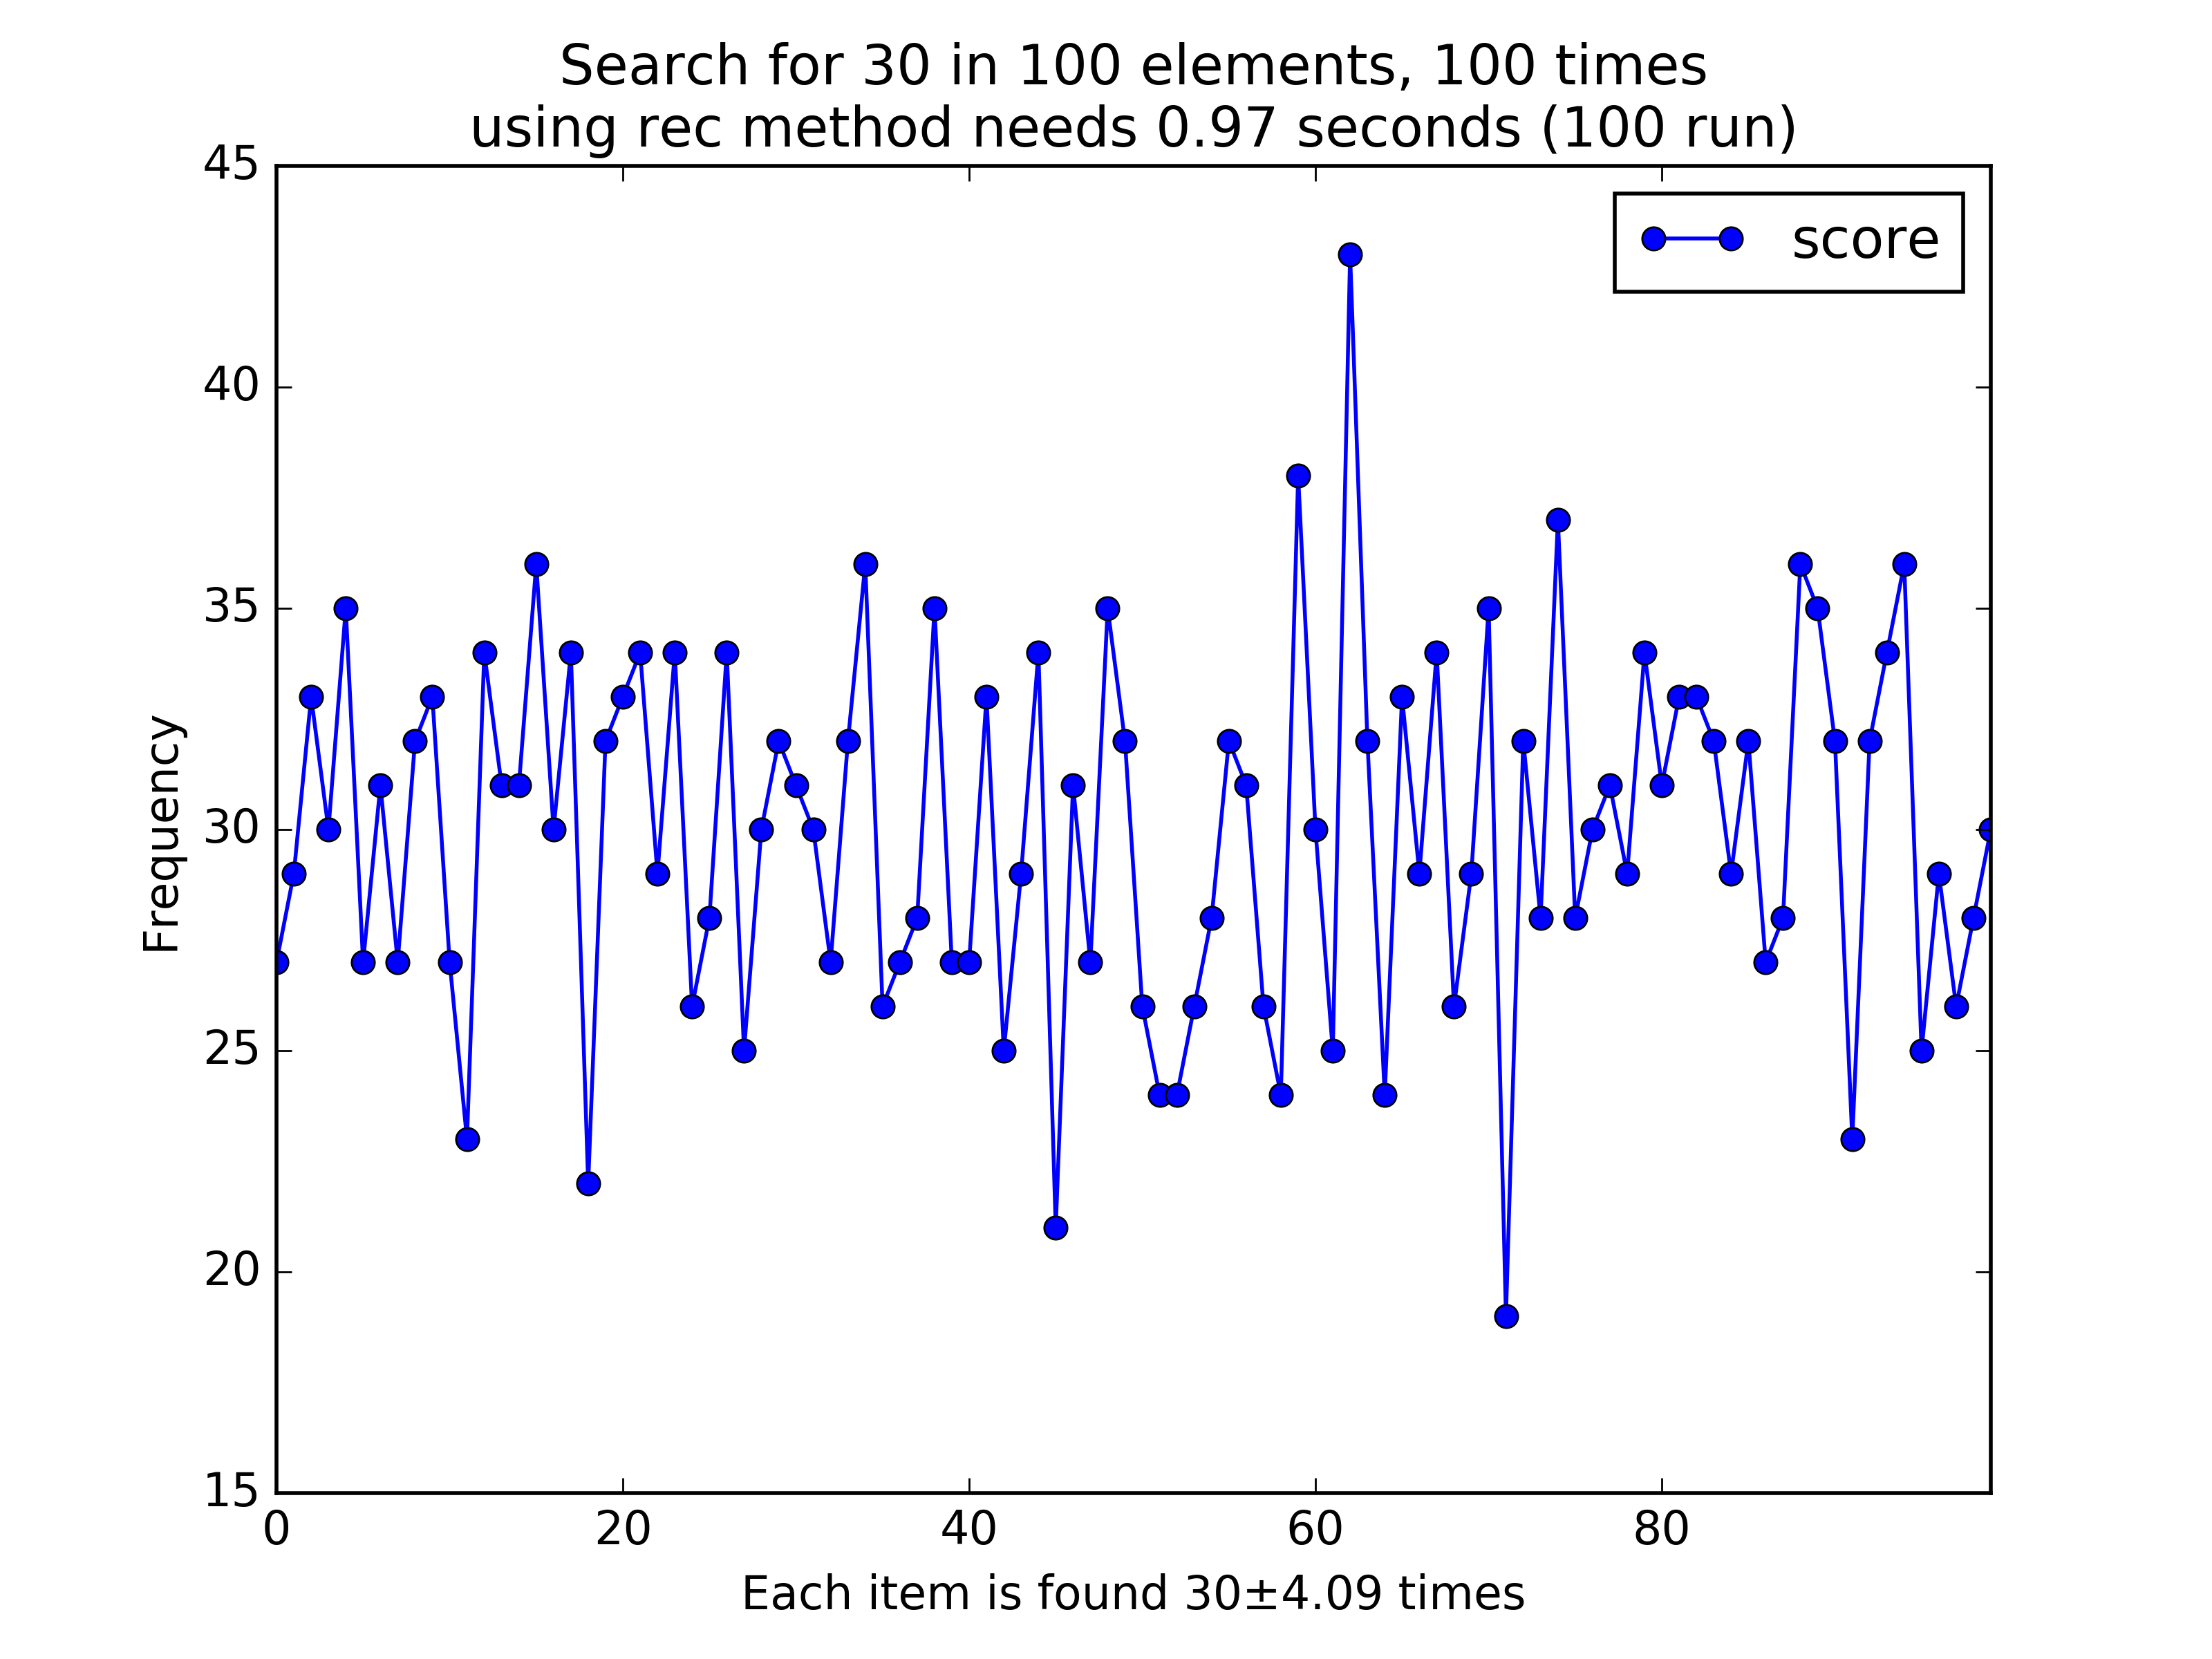 Search for 30 in 100 elements, 100 times
using rec method needs 0.97 seconds (100 run)
score
45
40
35
30
25
20
15
Frequency
0 20 40 60 80
Each item is found 30±4.09 times